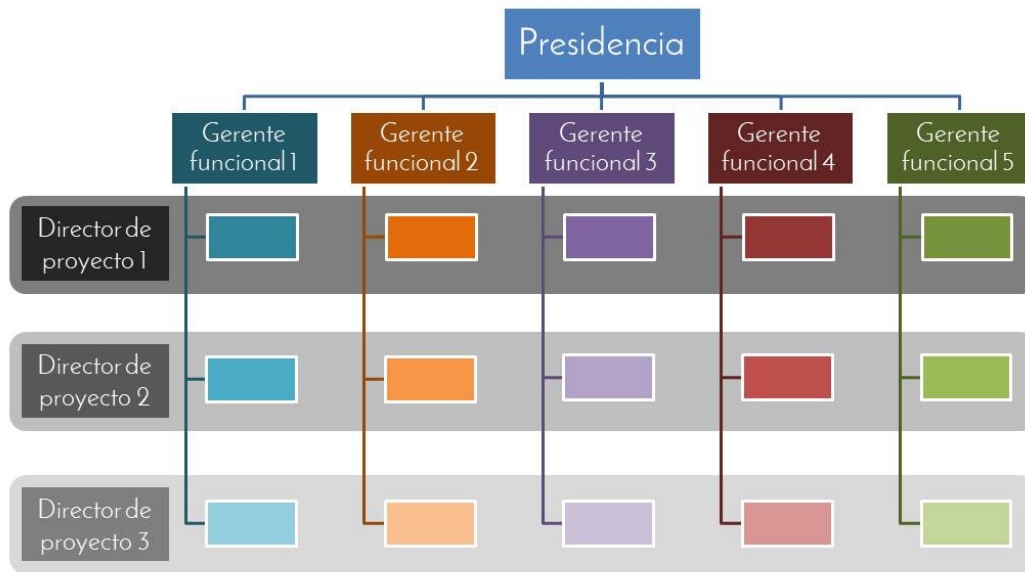 Presidencia
Gerente
funcional 1
Gerente
funcional 2
Gerente
funcional 3
Gerente
funcional 4
Gerente
funcional 5
Director de
proyecto 1
Director de
proyecto 2
Director de
proyecto 3